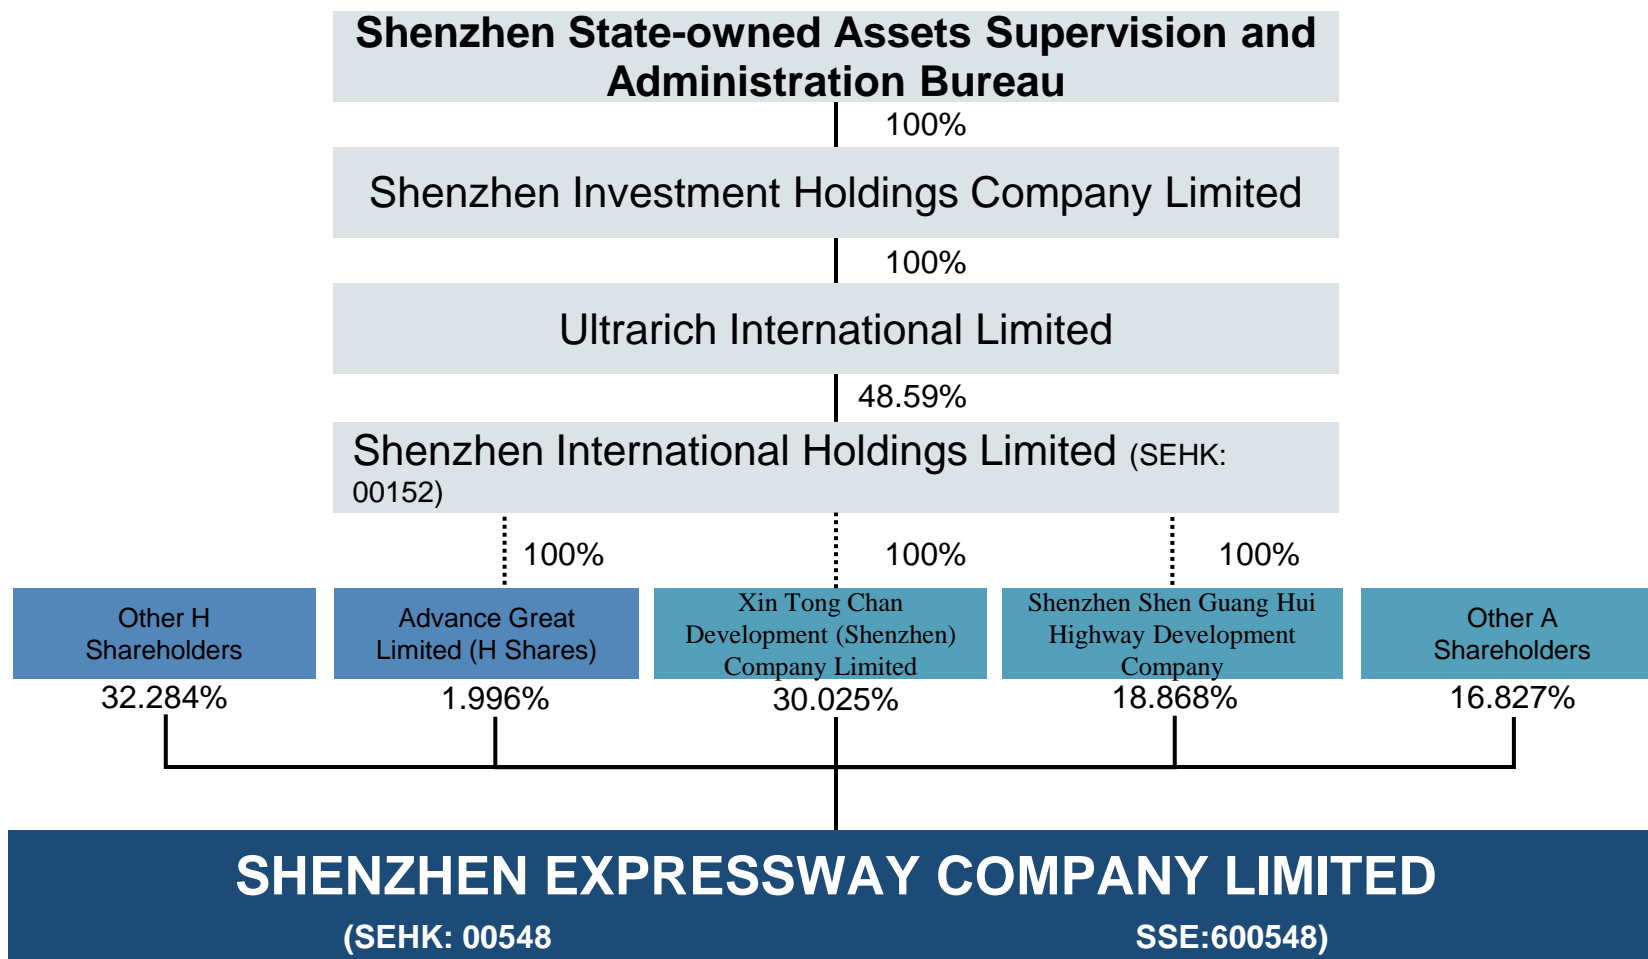 Shenzhen State-owned Assets Supervision and
Administration Bureau
100%
Shenzhen Investment Holdings Company Limited
100%
Ultrarich International Limited
48.59%
Shenzhen International Holdings Limited (SEHK:
00152)
100%
100%
100%
Other H
Shareholders
Advance Great
Limited (H Shares)
Xin Tong Chan
Development (Shenzhen)
Company Limited
Shenzhen Shen Guang Hui
Highway Development
Company
Other A
Shareholders
32.284%
1.996%
30.025%
18.868%
16.827%
SHENZHEN EXPRESSWAY COMPANY LIMITED
(SEHK: 00548 SSE:600548)